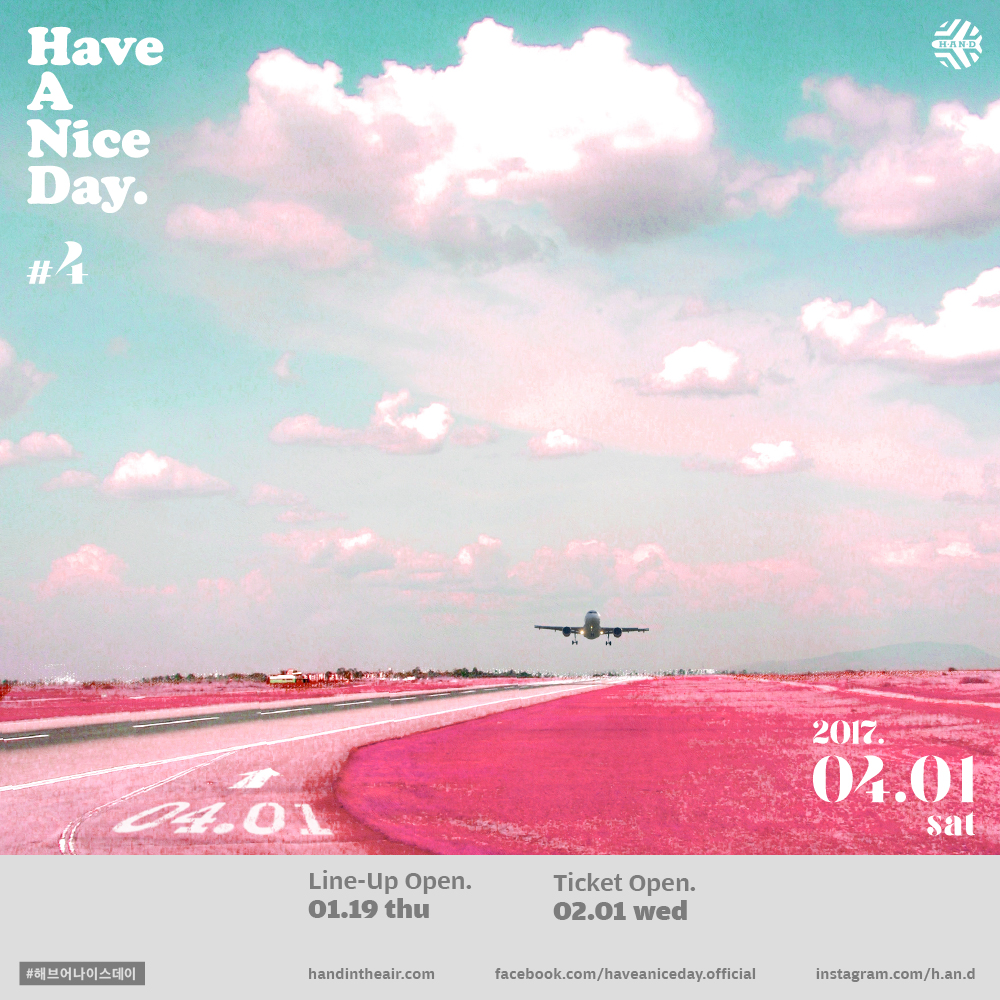 Have
A
Nice
Day.
#4
H·AN·D
04.01
2017.
04.01
sat
Line-Up Open.
01.19 thu
Ticket Open.
02.01 wed
#해브어나이스데이
handintheair.com
facebook.com/haveaniceday.official
instagram.com/h.an.d